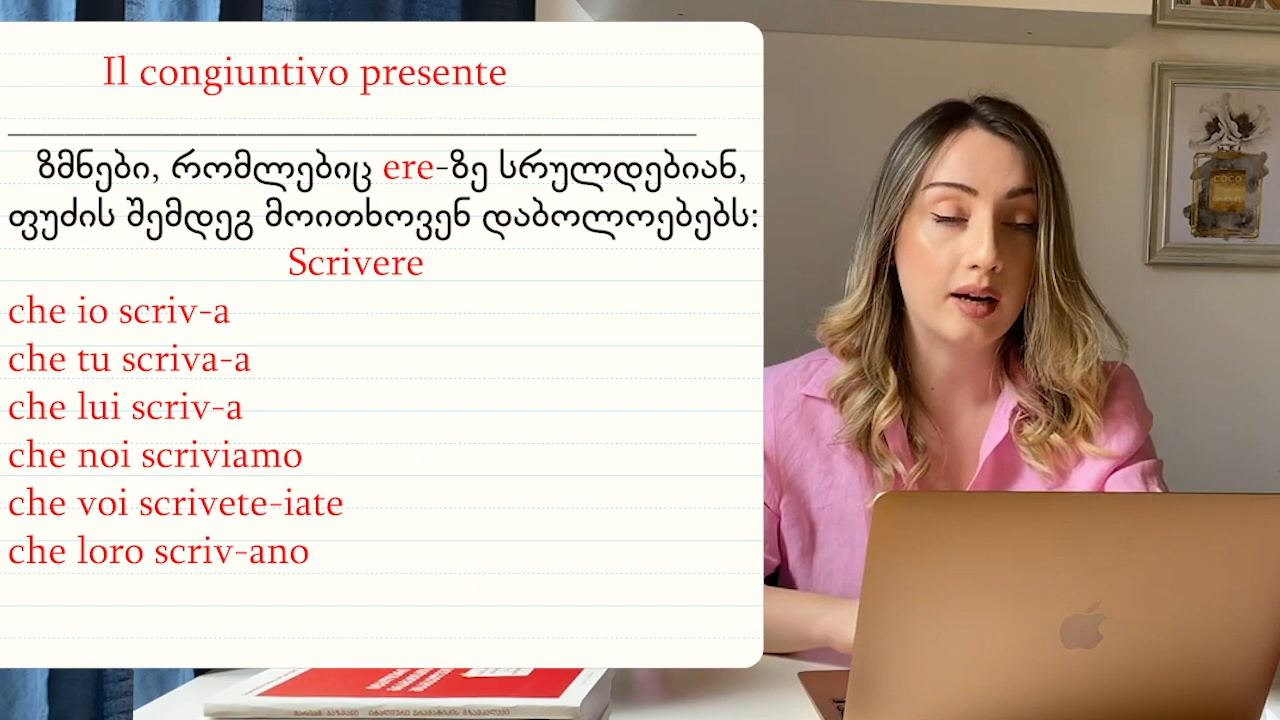 Il congiuntivo presente
ზმნები, რომლებიც ere-ზე სრულდებიან,
ფუძის შემდეგ მოითხოვენ დაბოლოებებს:
Scrivere
che io scriv-a
che tu scriva-a
che lui scriv-a
che noi scriviamo
che voi scrivete-iate
che loro scriv-ano
COCO